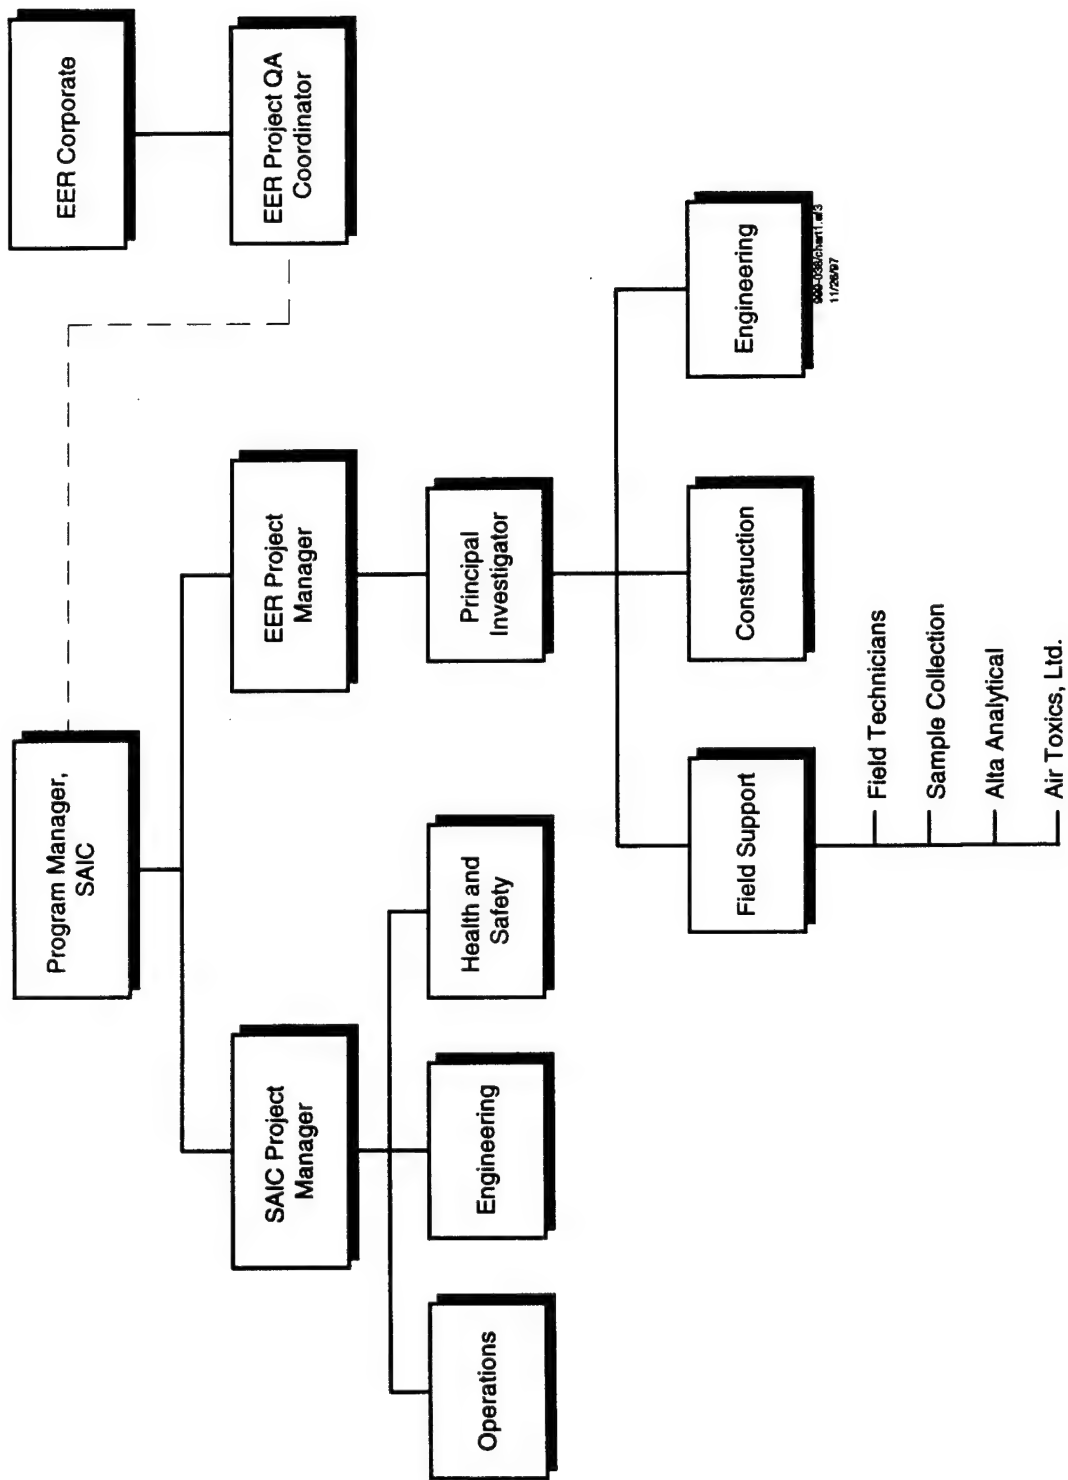 EER Corporate
Program Manager,
SAIC
EER Project QA
Coordinator
SAIC Project
Manager
EER Project
Manager
Operations
Engineering
Health and
Safety
Principal
Investigator
Field Support
Construction
Engineering
Field Technicians
Sample Collection
Alta Analytical
Air Toxics, Ltd.
11/26/97